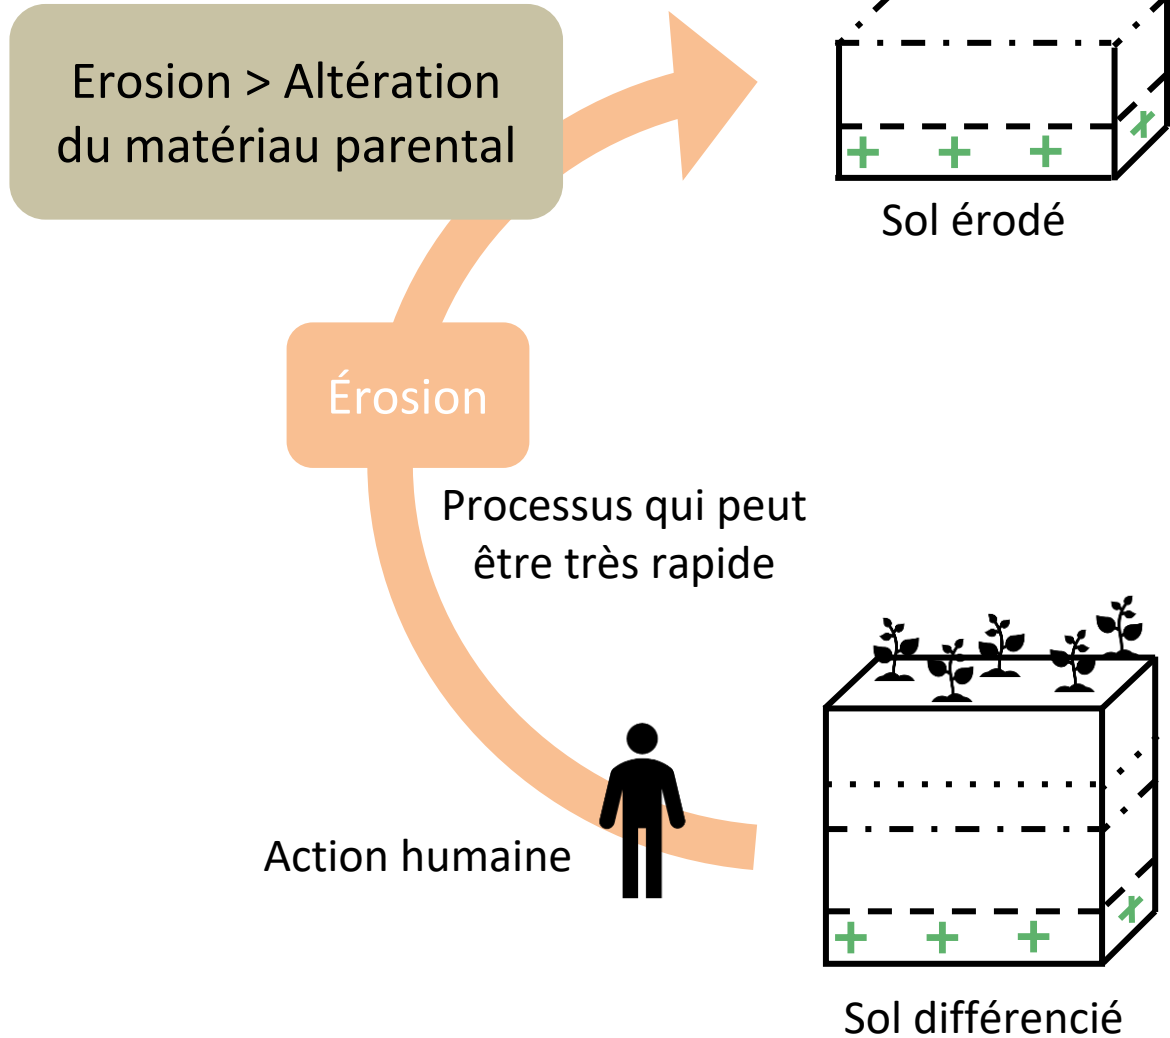 Erosion > Altération
du matériau parental
Sol érodé
Érosion
Processus qui peut
être très rapide
Action humaine
Sol différencié